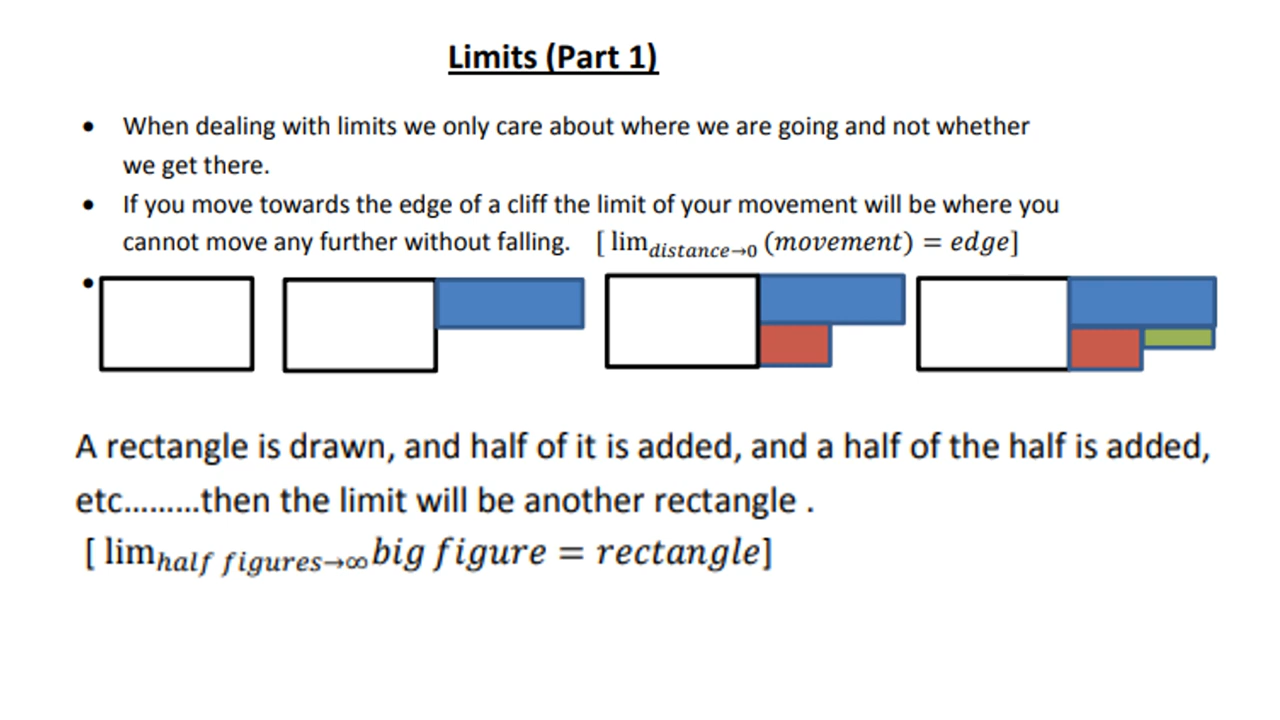 Limits (Part 1)
• When dealing with limits we only care about where we are going and not whether
we get there.
• If you move towards the edge of a cliff the limit of your movement will be where you
cannot move any further without falling. [ lim_{distance→0} (movement) = edge]
•
A rectangle is drawn, and half of it is added, and a half of the half is added,
etc.........then the limit will be another rectangle .
[ lim_{half figures→∞} big figure = rectangle]